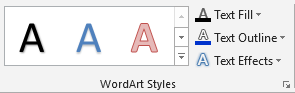 A A A
Text Fill
Text Outline
Text Effects
WordArt Styles